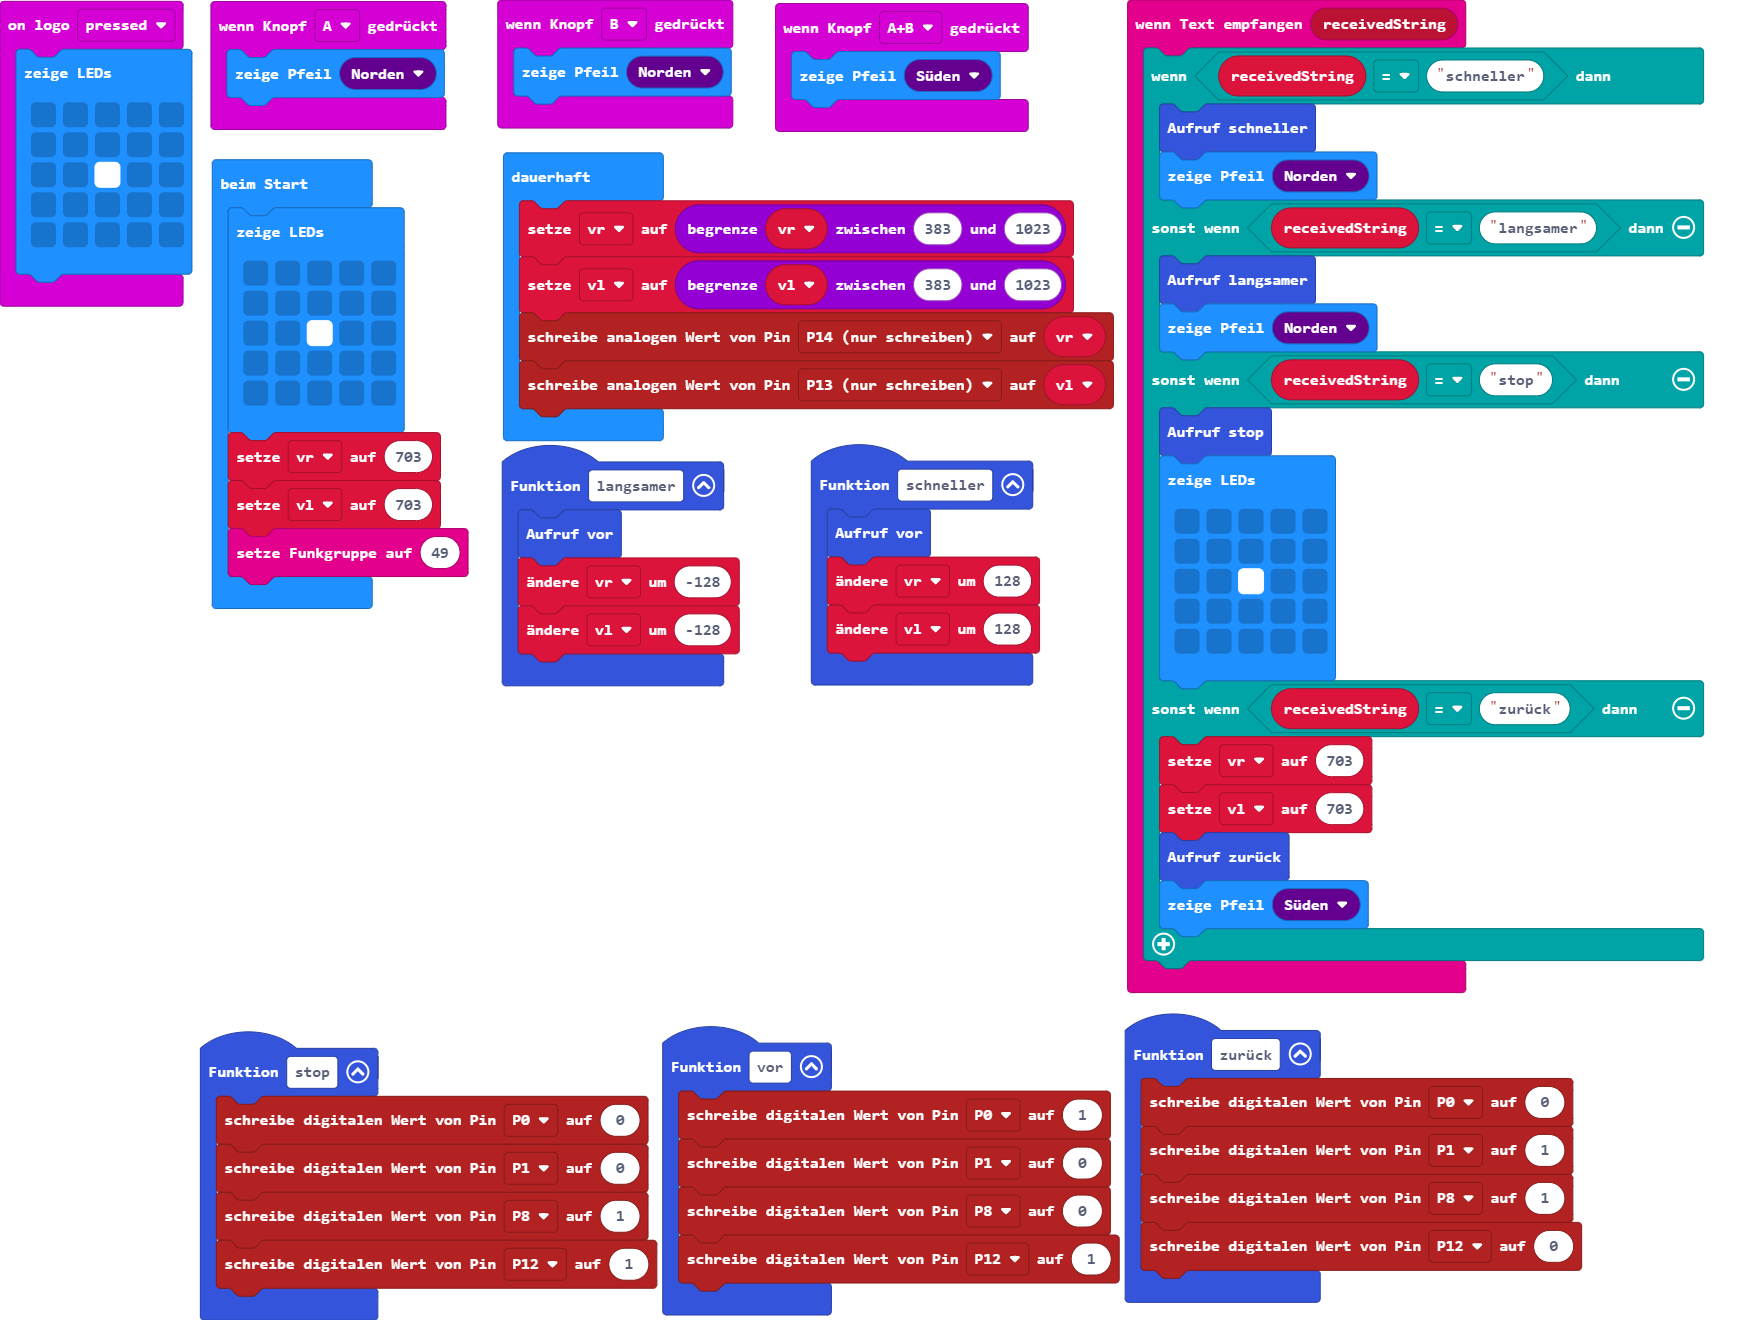 on logo pressed
zeige LEDs
wenn Knopf A gedrückt
zeige Pfeil Norden
wenn Knopf B gedrückt
zeige Pfeil Norden
wenn Knopf A+B gedrückt
zeige Pfeil Süden
beim Start
zeige LEDs
setze vr auf 703
setze vl auf 703
setze Funkgruppe auf 49
dauerhaft
setze vr auf begrenze vr zwischen 383 und 1023
setze vl auf begrenze vl zwischen 383 und 1023
schreibe analogen Wert von Pin P14 (nur schreiben) auf vr
schreibe analogen Wert von Pin P13 (nur schreiben) auf vl
Funktion langsamer
Aufruf vor
ändere vr um -128
ändere vl um -128
Funktion schneller
Aufruf vor
ändere vr um 128
ändere vl um 128
wenn Text empfangen receivedString
wenn receivedString = "schneller" dann
Aufruf schneller
zeige Pfeil Norden
sonst wenn receivedString = "langsamer" dann
Aufruf langsamer
zeige Pfeil Norden
sonst wenn receivedString = "stop" dann
Aufruf stop
zeige LEDs
sonst wenn receivedString = "zurück" dann
setze vr auf 703
setze vl auf 703
Aufruf zurück
zeige Pfeil Süden
Funktion stop
schreibe digitalen Wert von Pin P0 auf 0
schreibe digitalen Wert von Pin P1 auf 0
schreibe digitalen Wert von Pin P8 auf 1
schreibe digitalen Wert von Pin P12 auf 1
Funktion vor
schreibe digitalen Wert von Pin P0 auf 1
schreibe digitalen Wert von Pin P1 auf 0
schreibe digitalen Wert von Pin P8 auf 0
schreibe digitalen Wert von Pin P12 auf 1
Funktion zurück
schreibe digitalen Wert von Pin P0 auf 0
schreibe digitalen Wert von Pin P1 auf 1
schreibe digitalen Wert von Pin P8 auf 1
schreibe digitalen Wert von Pin P12 auf 0